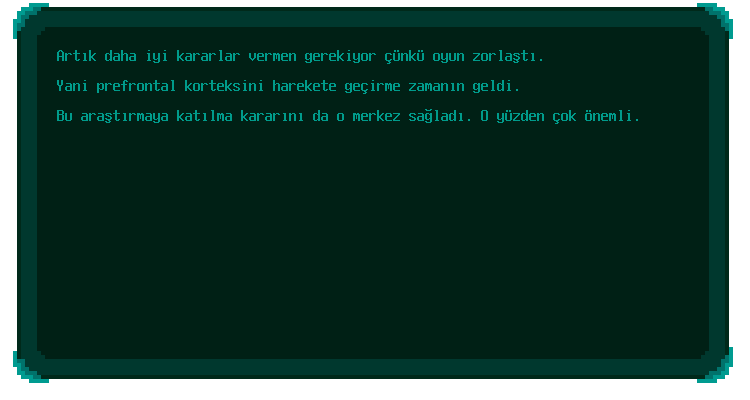 Artık daha iyi kararlar vermen gerekiyor çünkü oyun zorlaştı.
Yani prefrontal korteksini harekete geçirme zamanın geldi.
Bu araştırmaya katılma kararını da o merkez sağladı. O yüzden çok önemli.